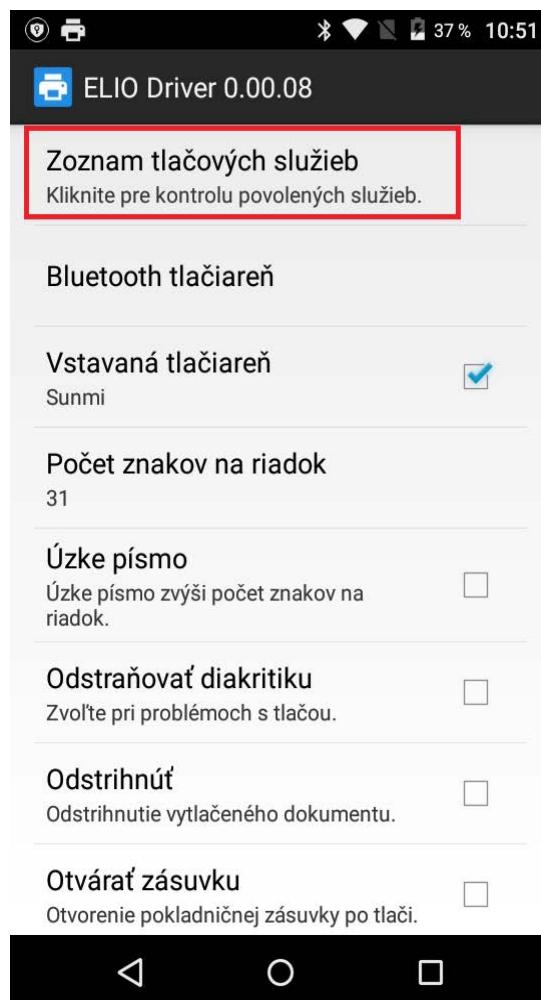 37 % 10:51
ELIO Driver 0.00.08
Zoznam tlačových služieb
Kliknite pre kontrolu povolených služieb.
Bluetooth tlačiareň
Vstavaná tlačiareň
Sunmi
Počet znakov na riadok
31
Úzke písmo
Úzke písmo zvýši počet znakov na
riadok.
Odstraňovať diakritiku
Zvoľte pri problémoch s tlačou.
Odstrihnúť
Odstrihnutie vytlačeného dokumentu.
Otvárať zásuvku
Otvorenie pokladničnej zásuvky po tlači.